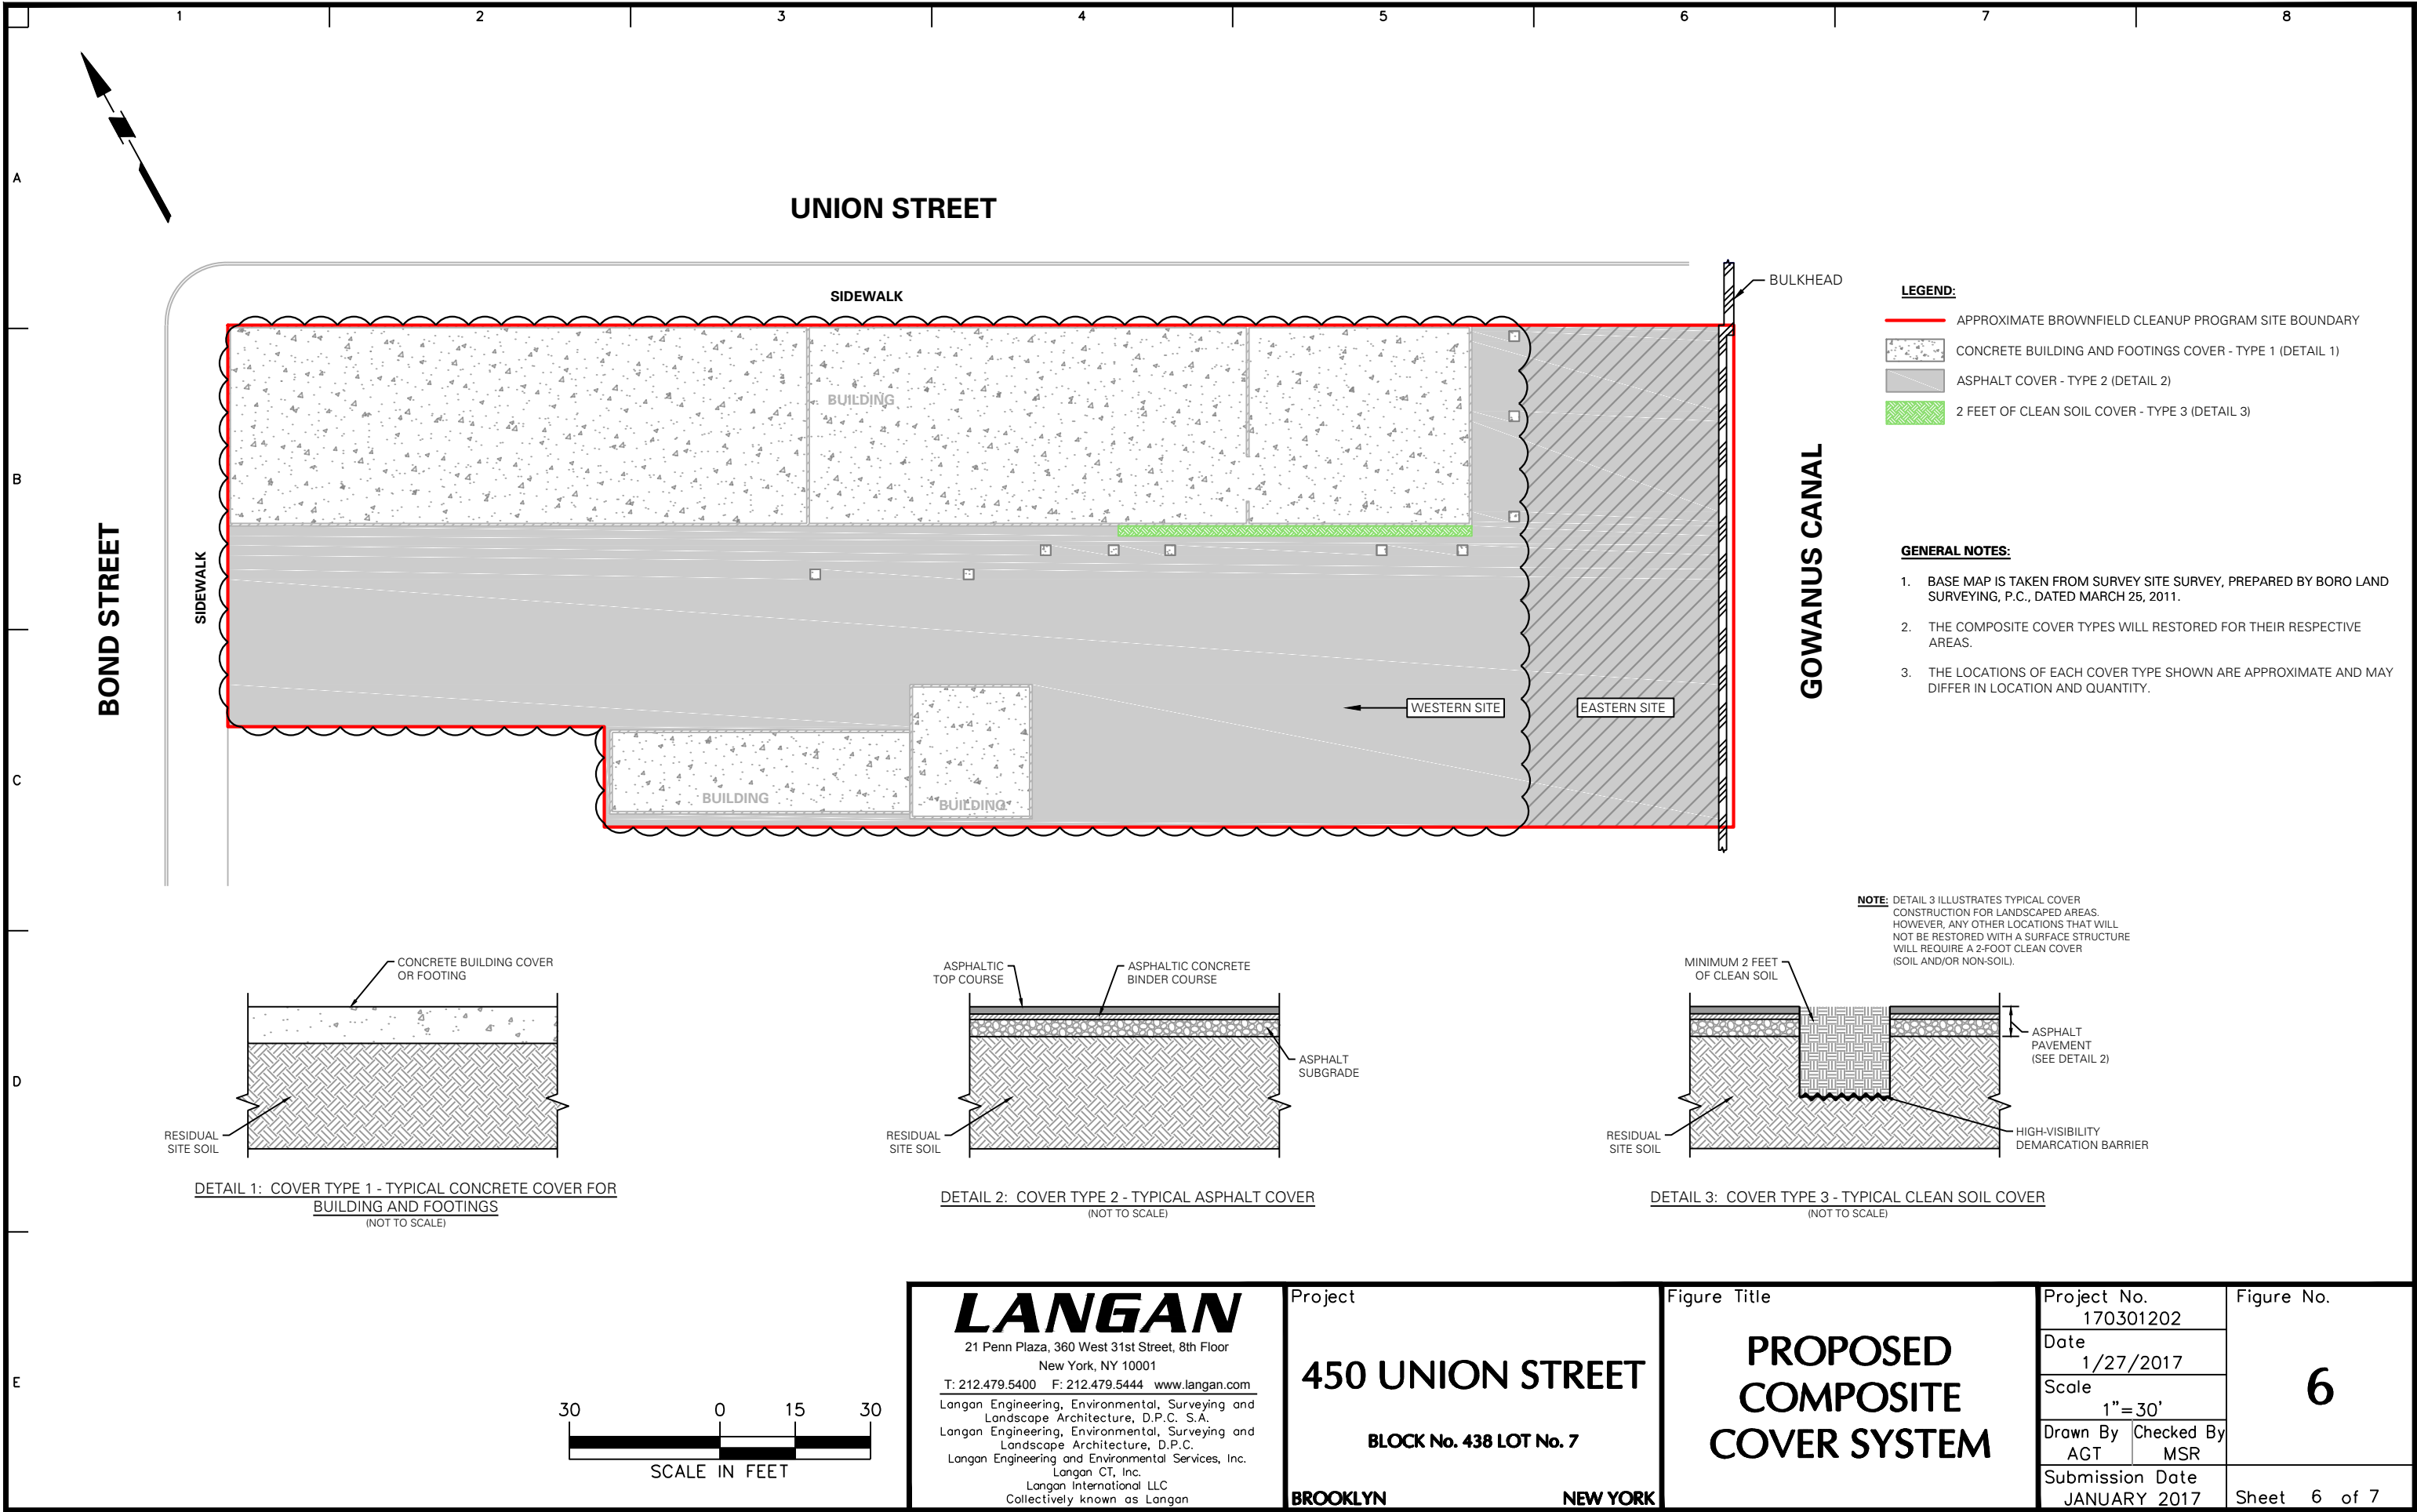 1 2 3 4 5 6 7 8
A
B
C
D
E
UNION STREET
SIDEWALK
BULKHEAD
BUILDING
BOND STREET
SIDEWALK
GOWANUS CANAL
WESTERN SITE
EASTERN SITE
BUILDING
BUILDING
LEGEND:
APPROXIMATE BROWNFIELD CLEANUP PROGRAM SITE BOUNDARY
CONCRETE BUILDING AND FOOTINGS COVER - TYPE 1 (DETAIL 1)
ASPHALT COVER - TYPE 2 (DETAIL 2)
2 FEET OF CLEAN SOIL COVER - TYPE 3 (DETAIL 3)
GENERAL NOTES:
1. BASE MAP IS TAKEN FROM SURVEY SITE SURVEY, PREPARED BY BORO LAND
SURVEYING, P.C., DATED MARCH 25, 2011.
2. THE COMPOSITE COVER TYPES WILL RESTORED FOR THEIR RESPECTIVE
AREAS.
3. THE LOCATIONS OF EACH COVER TYPE SHOWN ARE APPROXIMATE AND MAY
DIFFER IN LOCATION AND QUANTITY.
CONCRETE BUILDING COVER
OR FOOTING
RESIDUAL
SITE SOIL
DETAIL 1: COVER TYPE 1 - TYPICAL CONCRETE COVER FOR
BUILDING AND FOOTINGS
(NOT TO SCALE)
ASPHALTIC
TOP COURSE
ASPHALTIC CONCRETE
BINDER COURSE
ASPHALT
SUBGRADE
RESIDUAL
SITE SOIL
DETAIL 2: COVER TYPE 2 - TYPICAL ASPHALT COVER
(NOT TO SCALE)
NOTE: DETAIL 3 ILLUSTRATES TYPICAL COVER
CONSTRUCTION FOR LANDSCAPED AREAS.
HOWEVER, ANY OTHER LOCATIONS THAT WILL
NOT BE RESTORED WITH A SURFACE STRUCTURE
WILL REQUIRE A 2-FOOT CLEAN COVER
(SOIL AND/OR NON-SOIL).
MINIMUM 2 FEET
OF CLEAN SOIL
ASPHALT
PAVEMENT
(SEE DETAIL 2)
RESIDUAL
SITE SOIL
HIGH-VISIBILITY
DEMARCATION BARRIER
DETAIL 3: COVER TYPE 3 - TYPICAL CLEAN SOIL COVER
(NOT TO SCALE)
30 0 15 30
SCALE IN FEET
LANGAN
21 Penn Plaza, 360 West 31st Street, 8th Floor
New York, NY 10001
T: 212.479.5400 F: 212.479.5444 www.langan.com
Langan Engineering, Environmental, Surveying and
Landscape Architecture, D.P.C. S.A.
Langan Engineering, Environmental, Surveying and
Landscape Architecture, D.P.C.
Langan Engineering and Environmental Services, Inc.
Langan CT, Inc.
Langan International LLC
Collectively known as Langan
Project
450 UNION STREET
BLOCK No. 438 LOT No. 7
BROOKLYN NEW YORK
Figure Title
PROPOSED
COMPOSITE
COVER SYSTEM
Project No.
170301202
Date
1/27/2017
Scale
1"=30'
Drawn By Checked By
AGT MSR
Submission Date
JANUARY 2017
Figure No.
6
Sheet 6 of 7